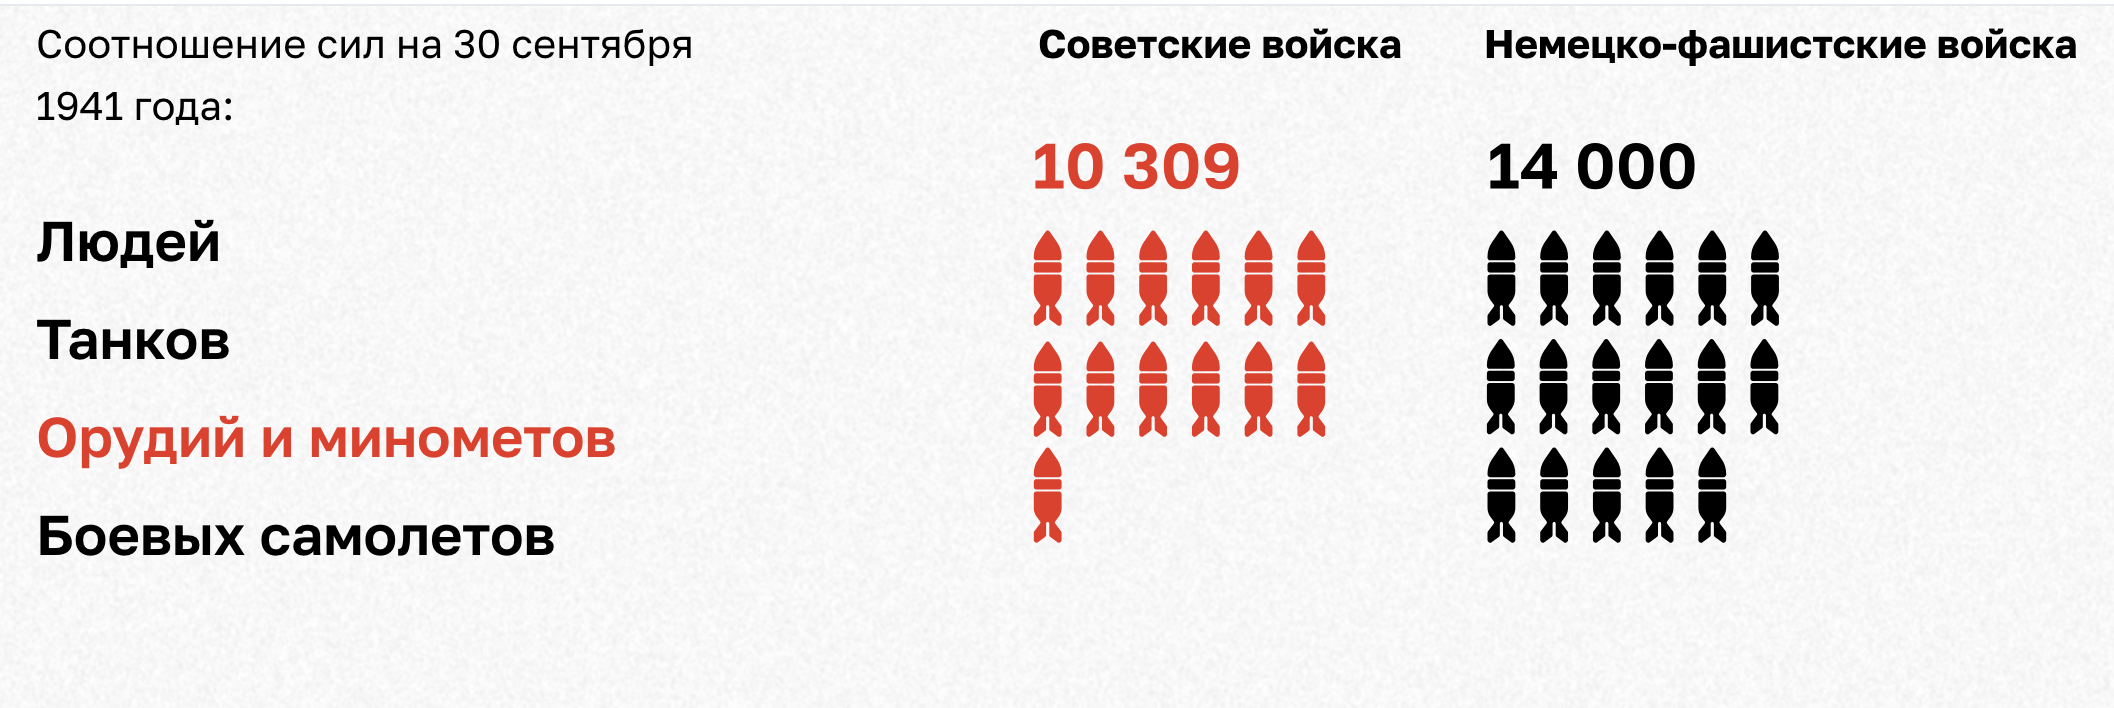 Соотношение сил на 30 сентября
1941 года:
Людей
Танков
Орудий и минометов
Боевых самолетов
Советские войска
10 309
Немецко-фашистские войска
14 000